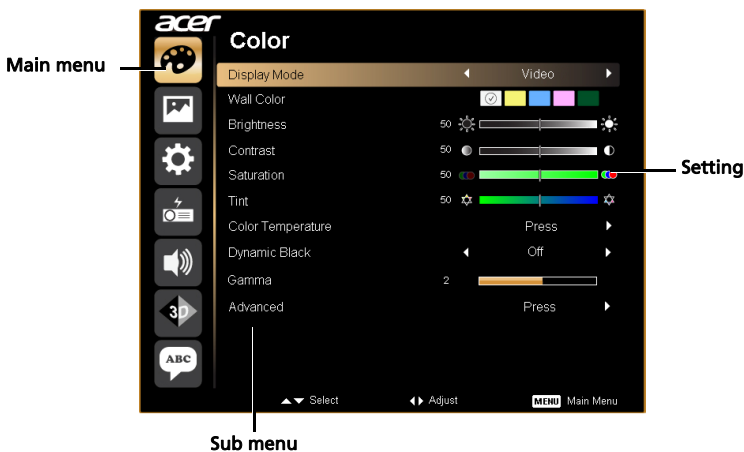 acer
Color
Main menu
Display Mode Video
Wall Color
Brightness 50
Contrast 50
Saturation 50
Setting
Tint 50
Color Temperature Press
Dynamic Black Off
Gamma 2
3D
Advanced Press
ABC
Select Adjust MENU Main Menu
Sub menu